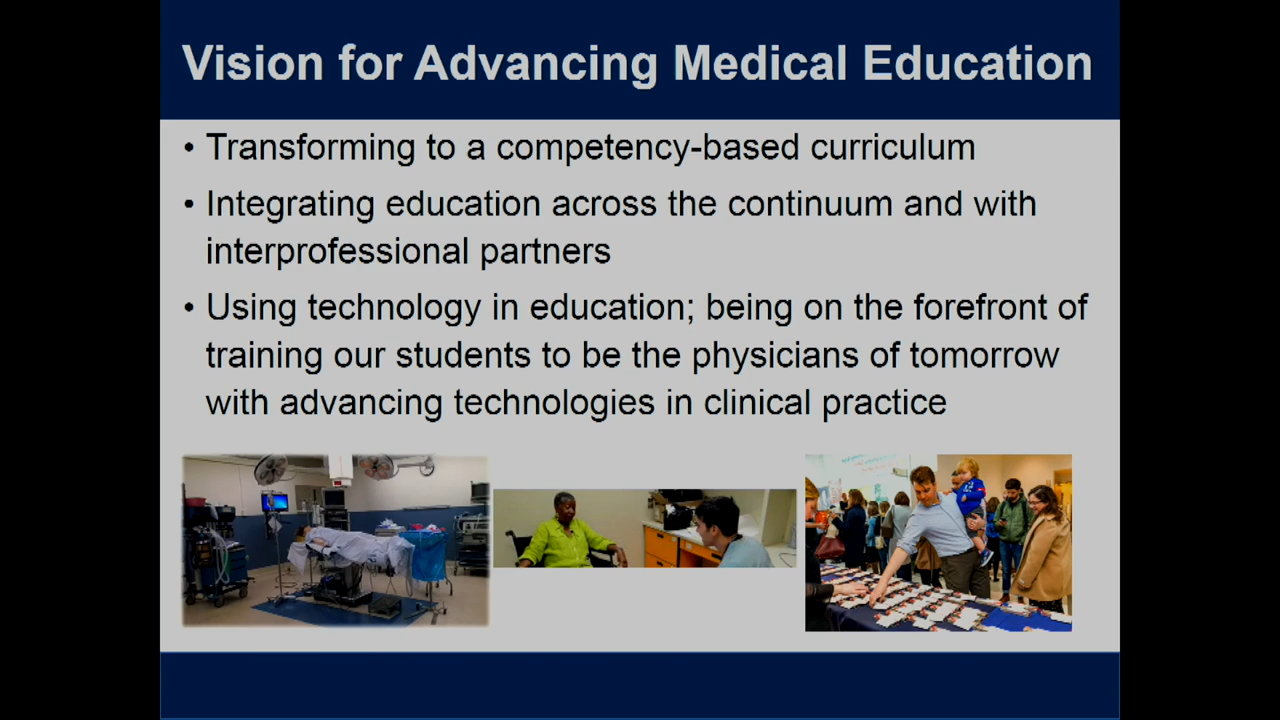 Vision for Advancing Medical Education
• Transforming to a competency-based curriculum
• Integrating education across the continuum and with
interprofessional partners
• Using technology in education; being on the forefront of
training our students to be the physicians of tomorrow
with advancing technologies in clinical practice